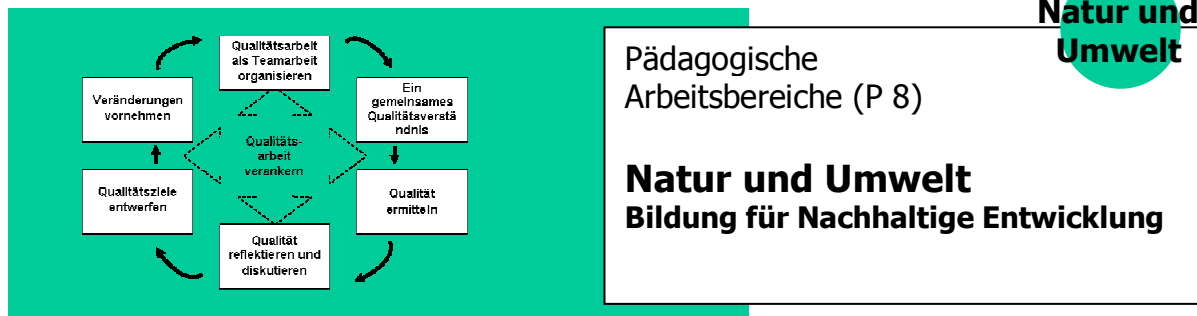 Qualitätsarbeit
als Teamarbeit
organisieren
Ein
gemeinsames
Qualitätsverstä
ndnis
Qualität
ermitteln
Qualität
reflektieren und
diskutieren
Qualitätsziele
entwerfen
Veränderungen
vornehmen
Qualitäts-
arbeit
verankern
Natur und
Umwelt
Pädagogische
Arbeitsbereiche (P 8)
Natur und Umwelt
Bildung für Nachhaltige Entwicklung